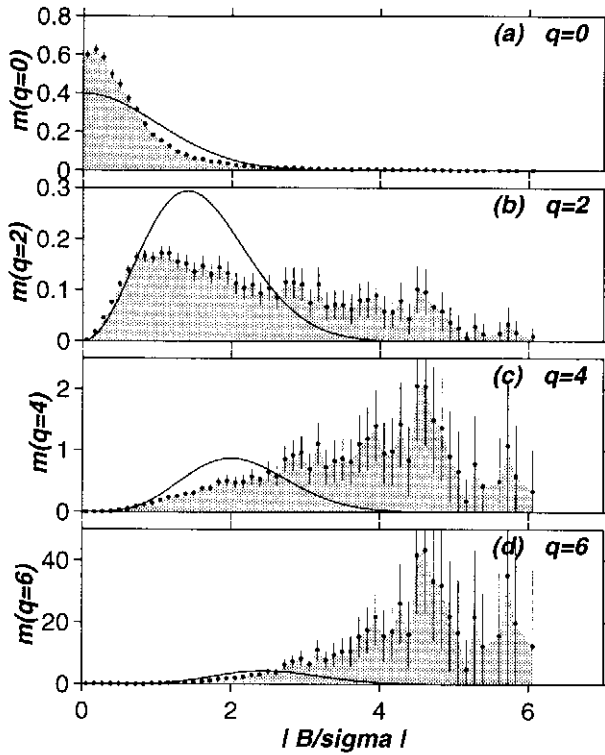 0.8
(a) q=0
0.6
0.4
0.2
0
m(q=0)
0.3
(b) q=2
0.2
0.1
0
m(q=2)
(c) q=4
2
1
0
m(q=4)
(d) q=6
40
20
0
m(q=6)
0 2 4 6
| B/sigma |